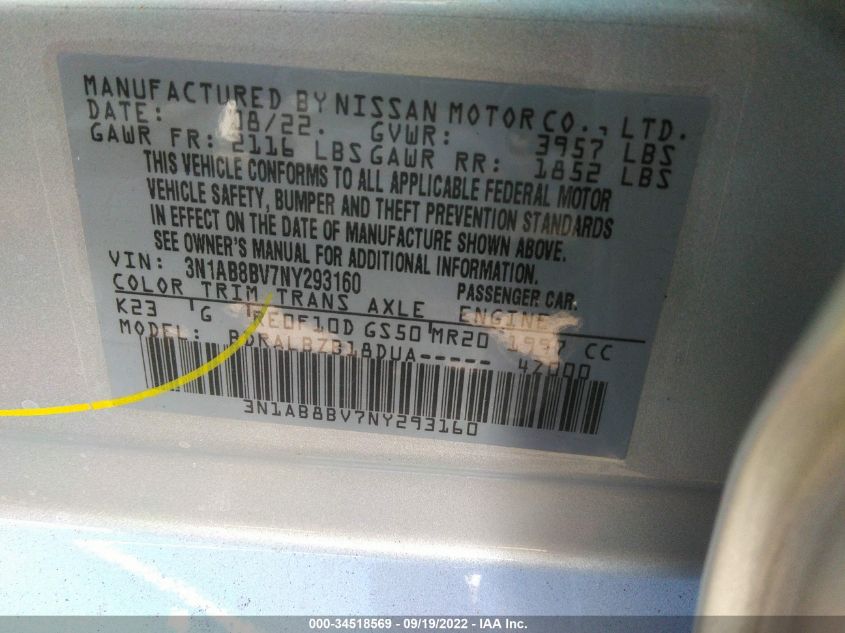 MANUFACTURED BY NISSAN MOTOR CO., LTD.
DATE: 08/22. GVWR: 3957 LBS
GAWR FR: 2116 LBS GAWR RR: 1852 LBS
THIS VEHICLE CONFORMS TO ALL APPLICABLE FEDERAL MOTOR
VEHICLE SAFETY, BUMPER AND THEFT PREVENTION STANDARDS
IN EFFECT ON THE DATE OF MANUFACTURE SHOWN ABOVE.
SEE OWNER'S MANUAL FOR ADDITIONAL INFORMATION.
VIN: 3N1AB8BV7NY293160 PASSENGER CAR.
COLOR TRIM TRANS AXLE ENGINE
K23 G RE0F10D GS50 MR20 1997 CC
MODEL: BDRALBZB18DUA-----
3N1AB8BV7NY293160
000-34518569 - 09/19/2022 - IAA Inc.